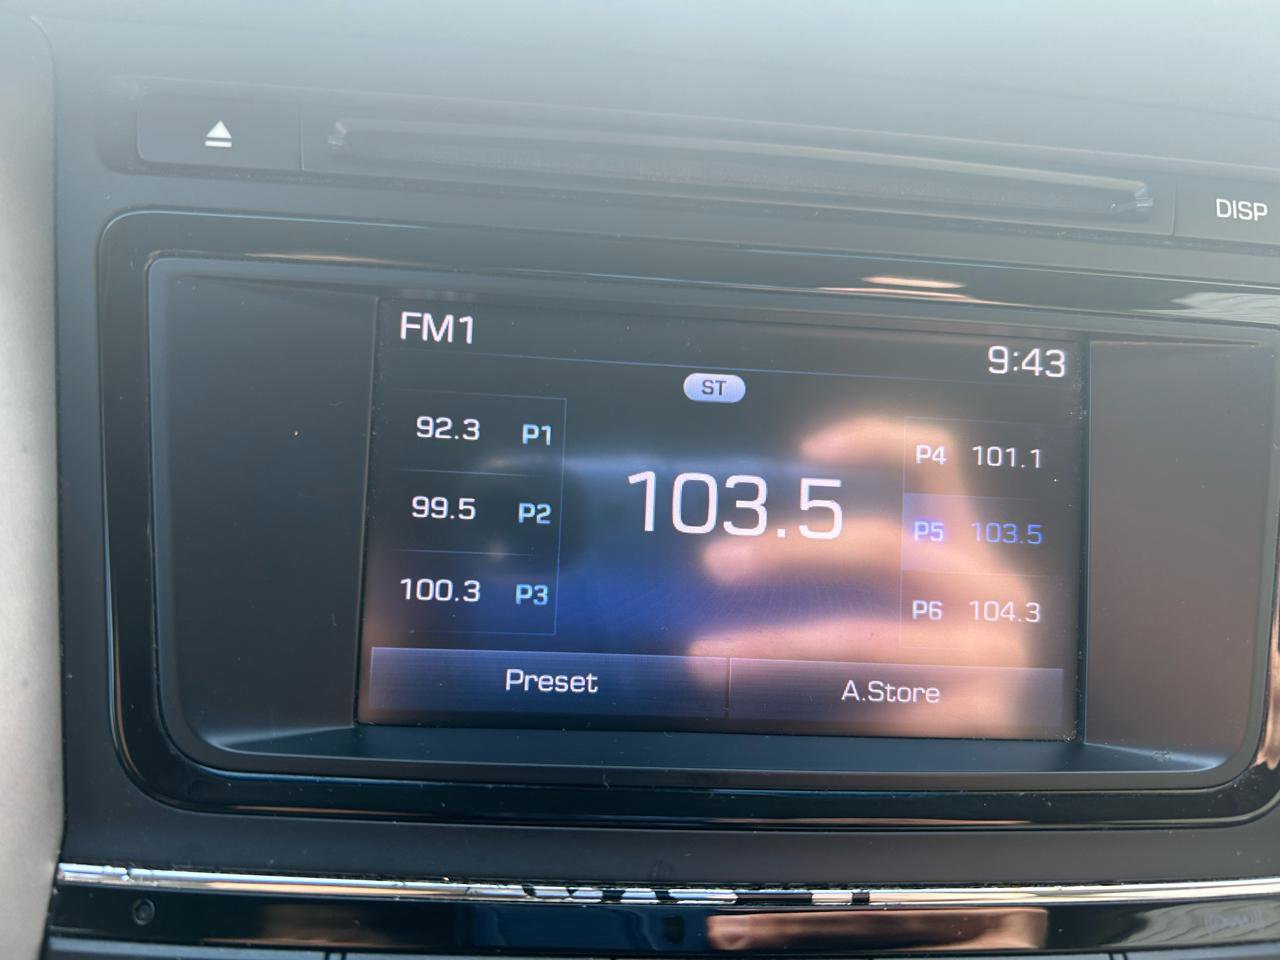 DISP
FM1
9:43
ST
92.3 P1
99.5 P2
100.3 P3
103.5
P4 101.1
P5 103.5
P6 104.3
Preset
A.Store